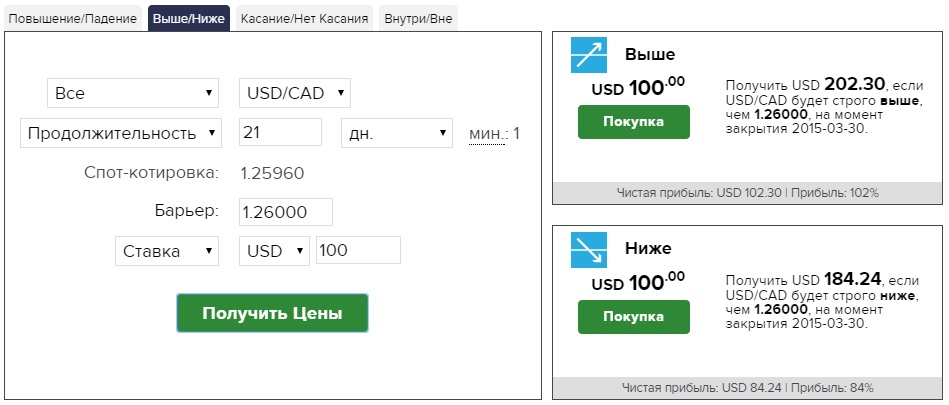 Повышение/Падение
Выше/Ниже
Касание/Нет Касания
Внутри/Вне
Все
USD/CAD
Продолжительность
21
дн.
мин.: 1
Спот-котировка: 1.25960
Барьер: 1.26000
Ставка
USD
100
Получить Цены
Выше
USD 100.00
Покупка
Получить USD 202.30, если
USD/CAD будет строго выше,
чем 1.26000, на момент
закрытия 2015-03-30.
Чистая прибыль: USD 102.30 | Прибыль: 102%
Ниже
USD 100.00
Покупка
Получить USD 184.24, если
USD/CAD будет строго ниже,
чем 1.26000, на момент
закрытия 2015-03-30.
Чистая прибыль: USD 84.24 | Прибыль: 84%